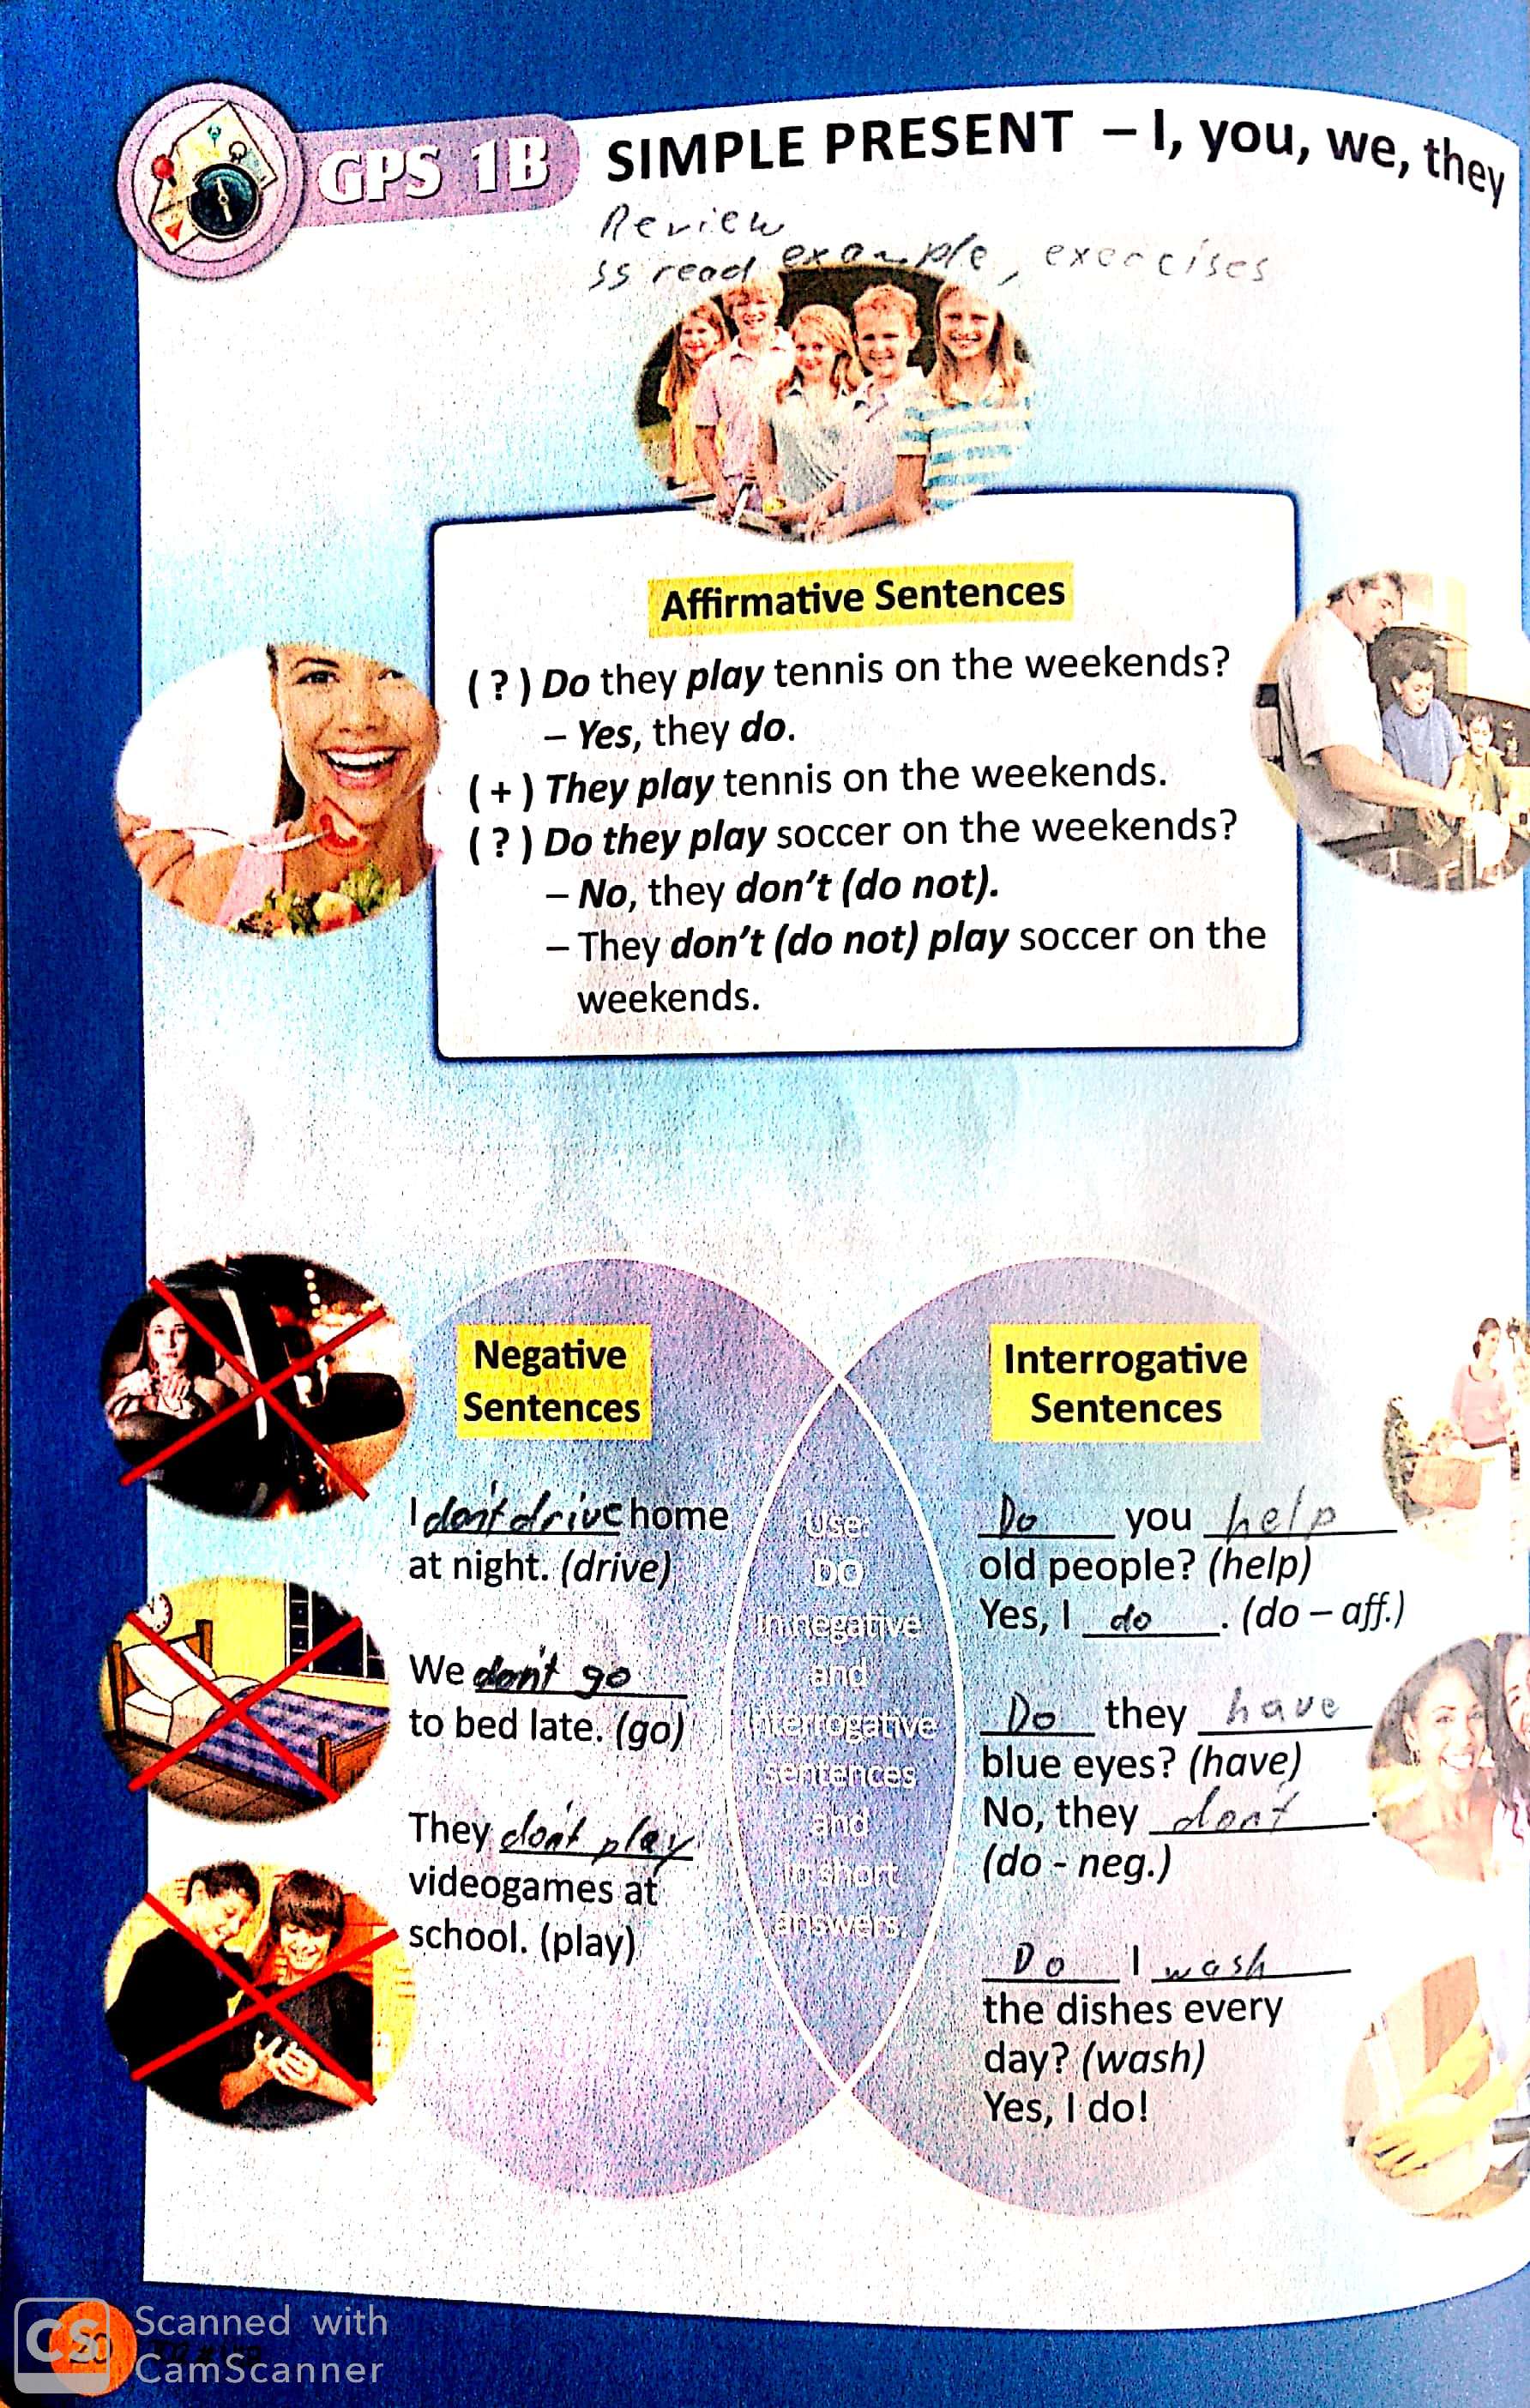 GPS 1B
SIMPLE PRESENT – I, you, we, they
Review
SS read example, exercises
Affirmative Sentences
( ? ) Do they play tennis on the weekends?
– Yes, they do.
( + ) They play tennis on the weekends.
( ? ) Do they play soccer on the weekends?
– No, they don't (do not).
– They don't (do not) play soccer on the
weekends.
Negative
Sentences
I don't drive home
at night. (drive)
We don't go
to bed late. (go)
They don't play
videogames at
school. (play)
Use:
DO
in negative
and
interrogative
sentences
and
in short
answers.
Interrogative
Sentences
Do you help
old people? (help)
Yes, I do. (do – aff.)
Do they have
blue eyes? (have)
No, they don't.
(do - neg.)
Do I wash
the dishes every
day? (wash)
Yes, I do!
20
CS
Scanned with
CamScanner